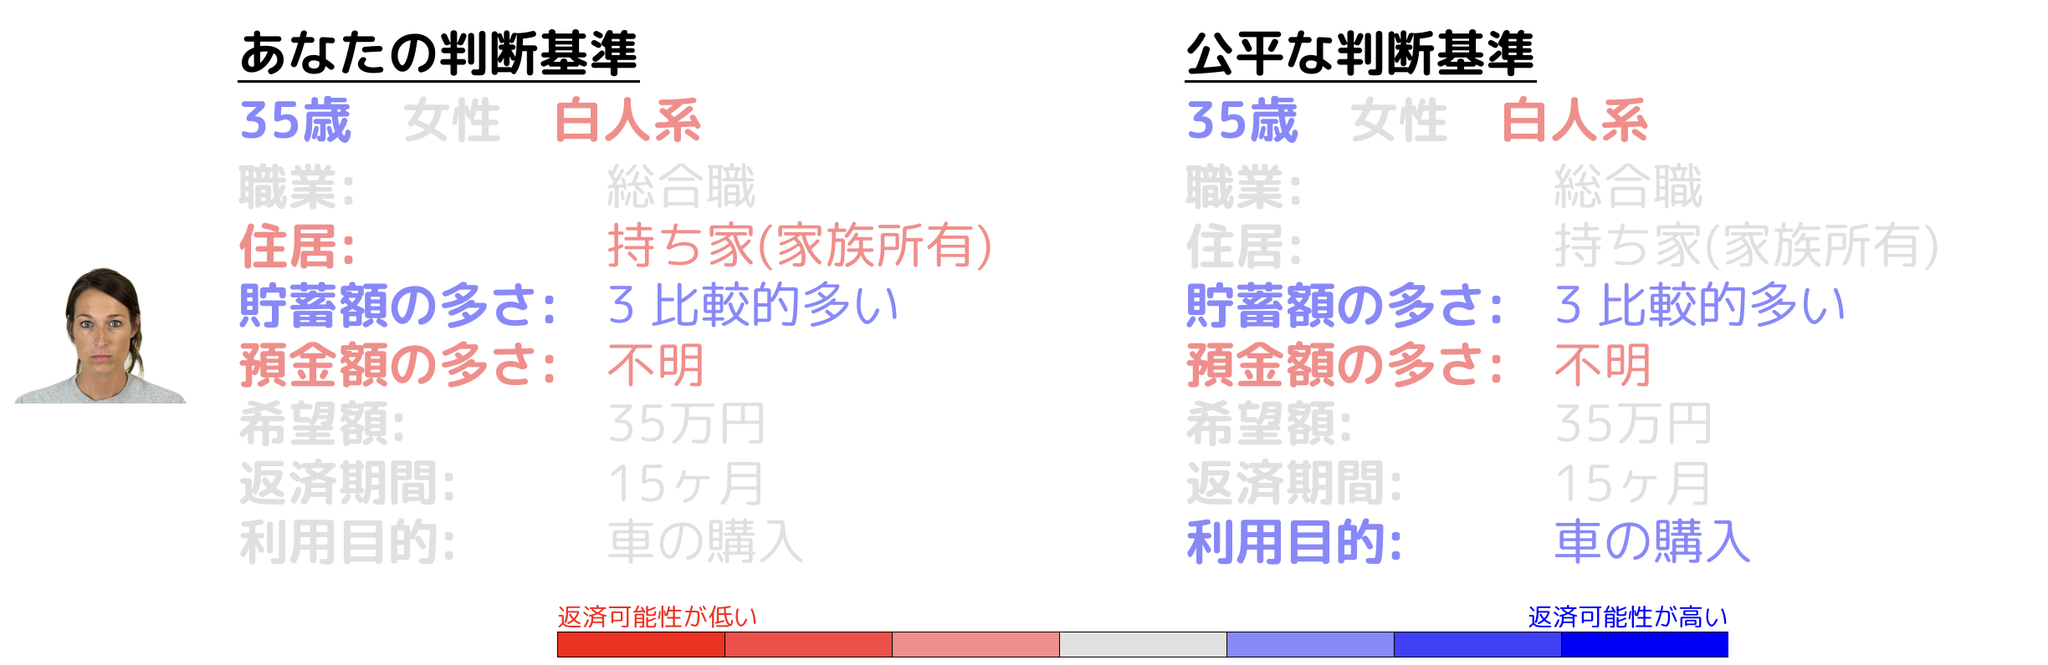 あなたの判断基準
35歳 女性 白人系
職業: 総合職
住居: 持ち家(家族所有)
貯蓄額の多さ: 3 比較的多い
預金額の多さ: 不明
希望額: 35万円
返済期間: 15ヶ月
利用目的: 車の購入
公平な判断基準
35歳 女性 白人系
職業: 総合職
住居: 持ち家(家族所有)
貯蓄額の多さ: 3 比較的多い
預金額の多さ: 不明
希望額: 35万円
返済期間: 15ヶ月
利用目的: 車の購入
返済可能性が低い
返済可能性が高い